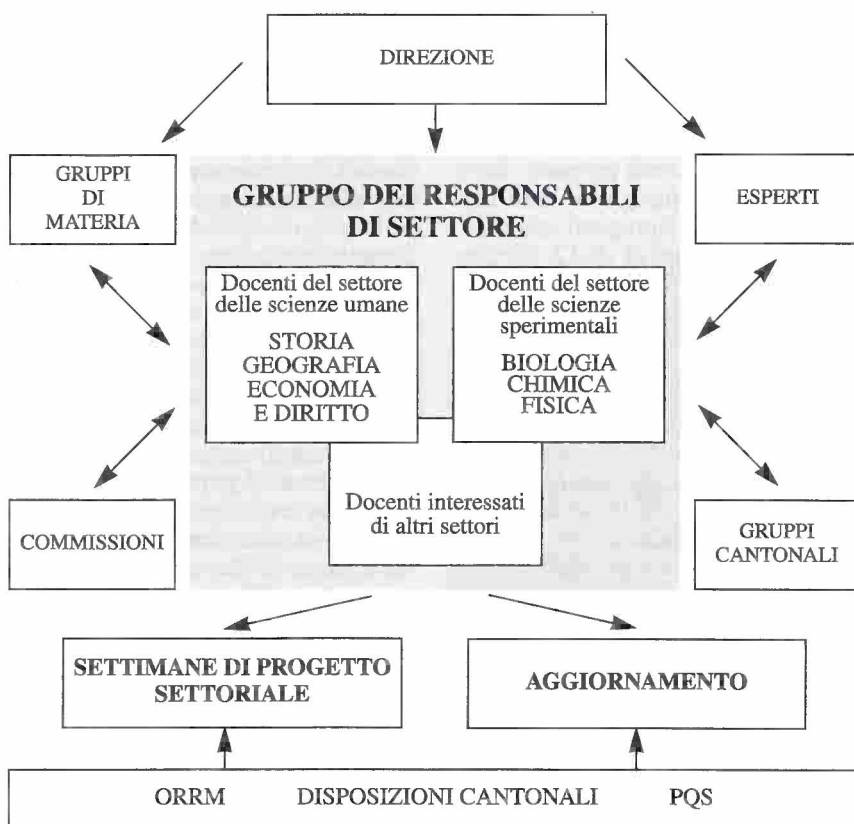 DIREZIONE
GRUPPI
DI
MATERIA
GRUPPO DEI RESPONSABILI
DI SETTORE
ESPERTI
Docenti del settore
delle scienze umane
STORIA
GEOGRAFIA
ECONOMIA
E DIRITTO
Docenti del settore
delle scienze
sperimentali
BIOLOGIA
CHIMICA
FISICA
Docenti interessati
di altri settori
COMMISSIONI
GRUPPI
CANTONALI
SETTIMANE DI PROGETTO
SETTORIALE
AGGIORNAMENTO
ORRM DISPOSIZIONI CANTONALI PQS